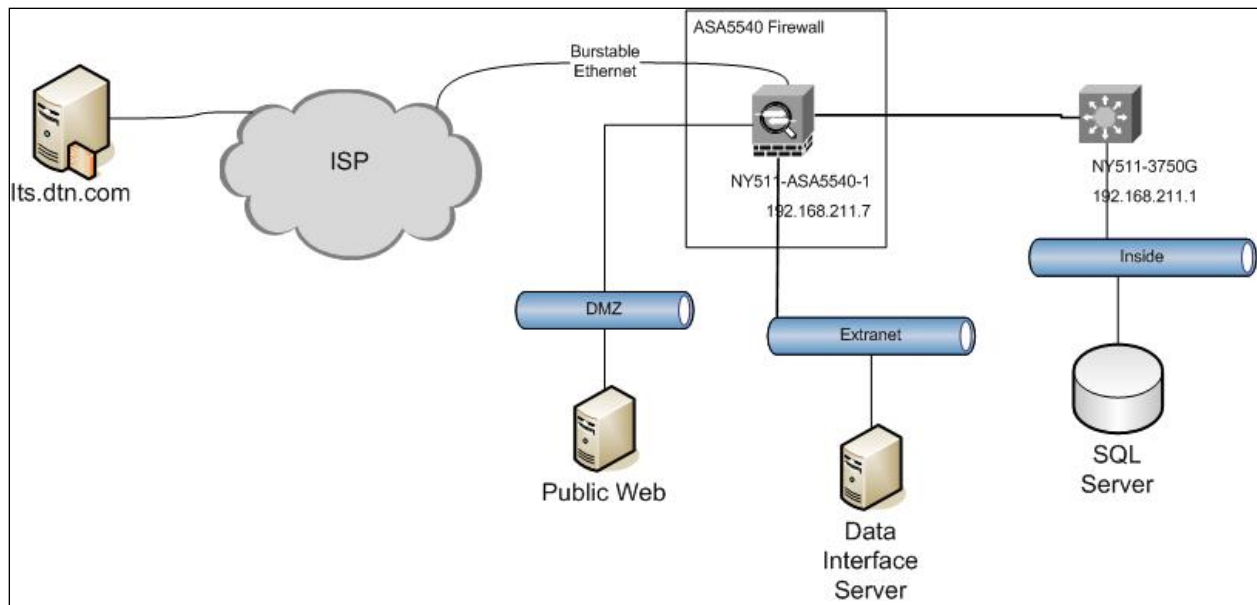 ASA5540 Firewall
Burstable
Ethernet
ISP
lts.dtn.com
NY511-ASA5540-1
192.168.211.7
NY511-3750G
192.168.211.1
Inside
DMZ
Extranet
Public Web
SQL
Server
Data
Interface
Server